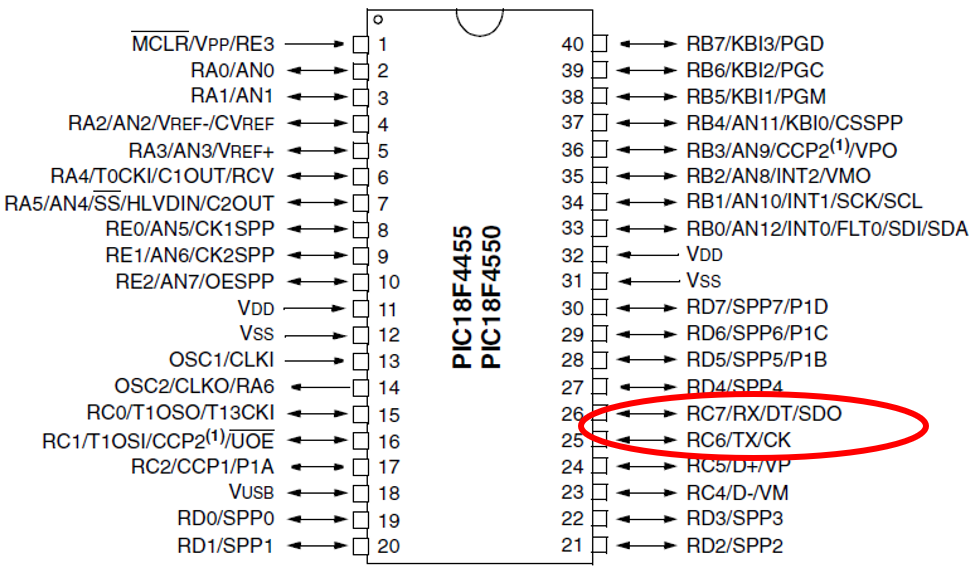 MCLR/VPP/RE3 1
RA0/AN0 2
RA1/AN1 3
RA2/AN2/VREF-/CVREF 4
RA3/AN3/VREF+ 5
RA4/T0CKI/C1OUT/RCV 6
RA5/AN4/SS/HLVDIN/C2OUT 7
RE0/AN5/CK1SPP 8
RE1/AN6/CK2SPP 9
RE2/AN7/OESPP 10
VDD 11
VSS 12
OSC1/CLKI 13
OSC2/CLKO/RA6 14
RC0/T1OSO/T13CKI 15
RC1/T1OSI/CCP2(1)/UOE 16
RC2/CCP1/P1A 17
VUSB 18
RD0/SPP0 19
RD1/SPP1 20
PIC18F4455
PIC18F4550
40 RB7/KBI3/PGD
39 RB6/KBI2/PGC
38 RB5/KBI1/PGM
37 RB4/AN11/KBI0/CSSPP
36 RB3/AN9/CCP2(1)/VPO
35 RB2/AN8/INT2/VMO
34 RB1/AN10/INT1/SCK/SCL
33 RB0/AN12/INT0/FLT0/SDI/SDA
32 VDD
31 VSS
30 RD7/SPP7/P1D
29 RD6/SPP6/P1C
28 RD5/SPP5/P1B
27 RD4/SPP4
26 RC7/RX/DT/SDO
25 RC6/TX/CK
24 RC5/D+/VP
23 RC4/D-/VM
22 RD3/SPP3
21 RD2/SPP2